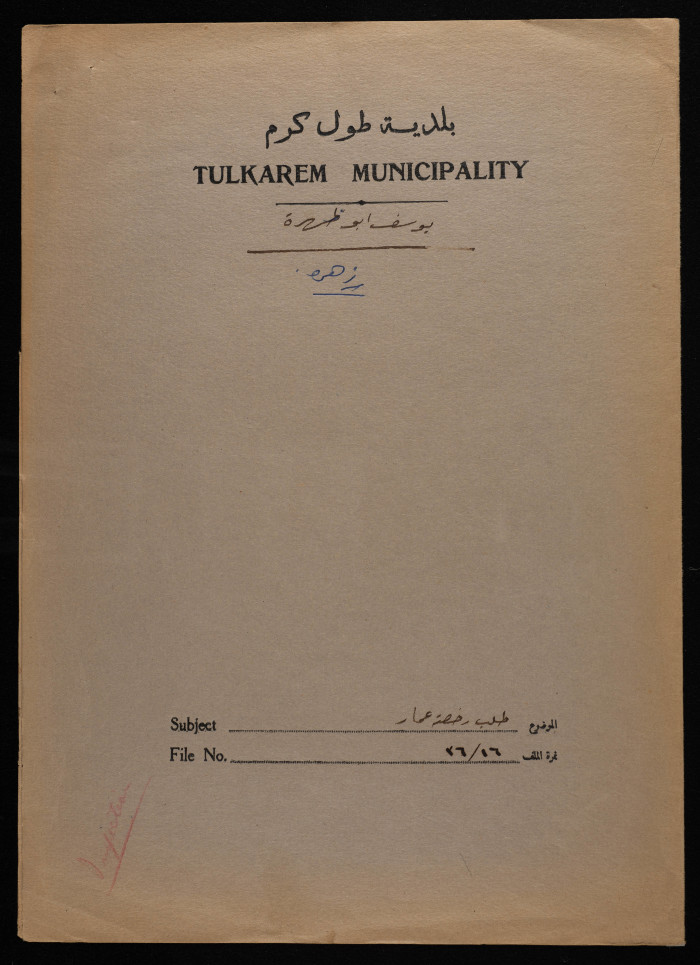 بلدية طول كرم
TULKAREM MUNICIPALITY
يوسف ابو ظهرة
زهره
Subject طلب رخصة عمار الموضوع
File No. ٢٦/١٦ نمرة الملف